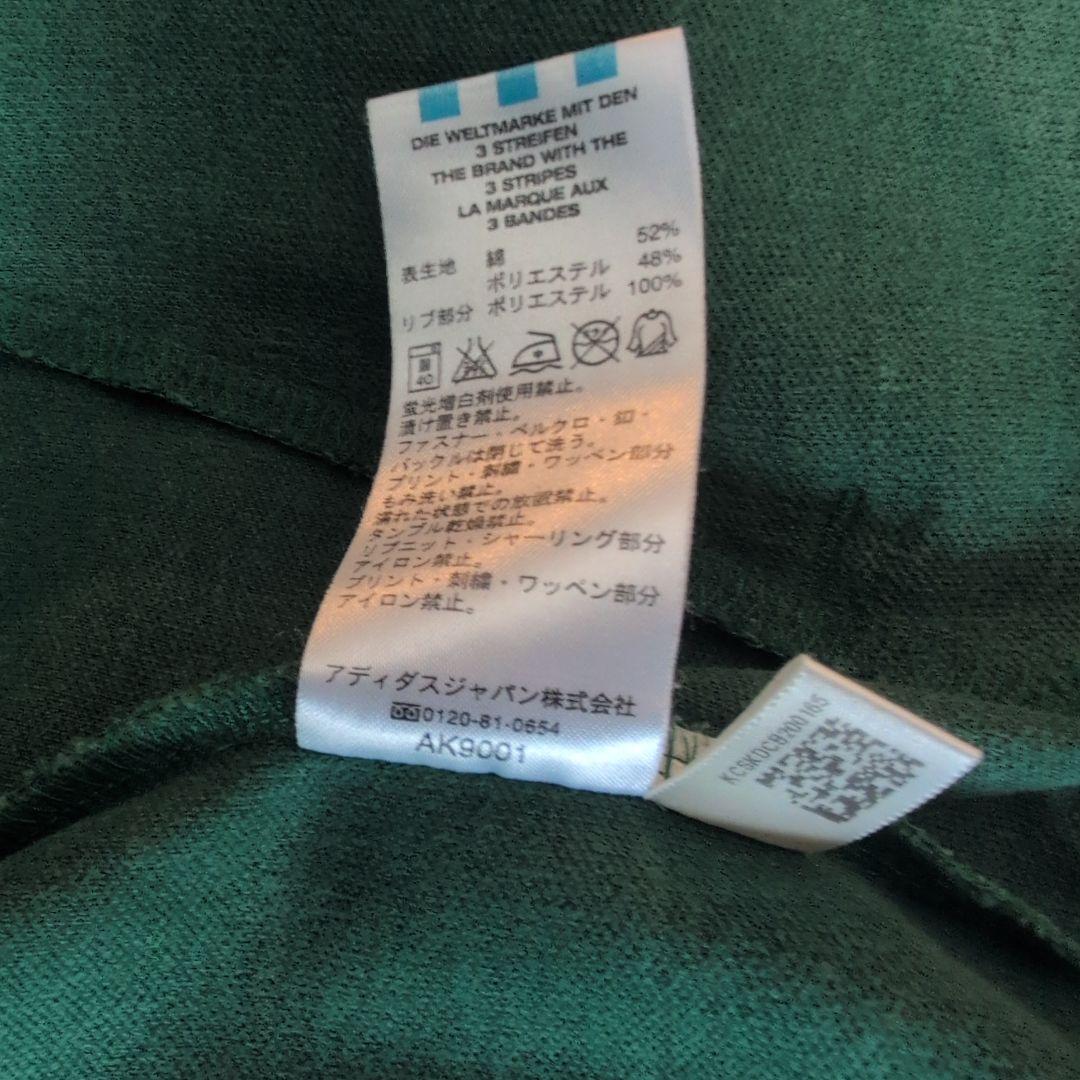 DIE WELTMARKE MIT DEN
3 STREIFEN
THE BRAND WITH THE
3 STRIPES
LA MARQUE AUX
3 BANDES
表生地 綿 52%
ポリエステル 48%
リブ部分 ポリエステル 100%
40
蛍光増白剤使用禁止。
漬け置き禁止。
ファスナー・ベルクロ・釦・
バックルは閉じて洗う。
プリント・刺繍・ワッペン部分
もみ洗い禁止。
濡れた状態での放置禁止。
タンブル乾燥禁止。
リブニット・シャーリング部分
アイロン禁止。
プリント・刺繍・ワッペン部分
アイロン禁止。
アディダスジャパン株式会社
0120-81-0654
AK9001
KCSKDCB200165